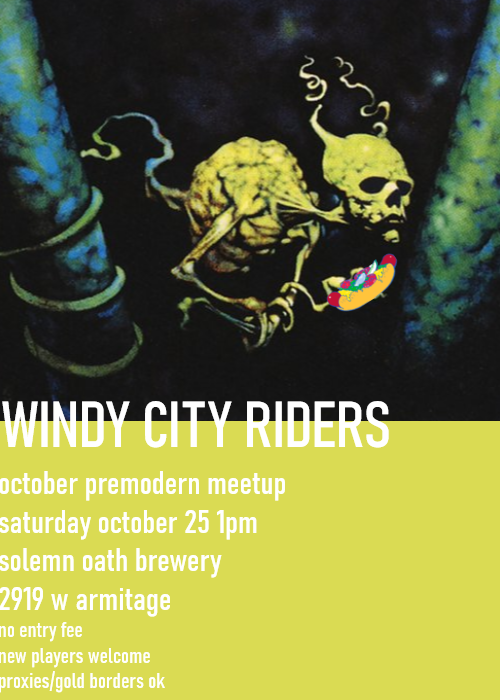 WINDY CITY RIDERS
october premodern meetup
saturday october 25 1pm
solemn oath brewery
2919 w armitage
no entry fee
new players welcome
proxies/gold borders ok